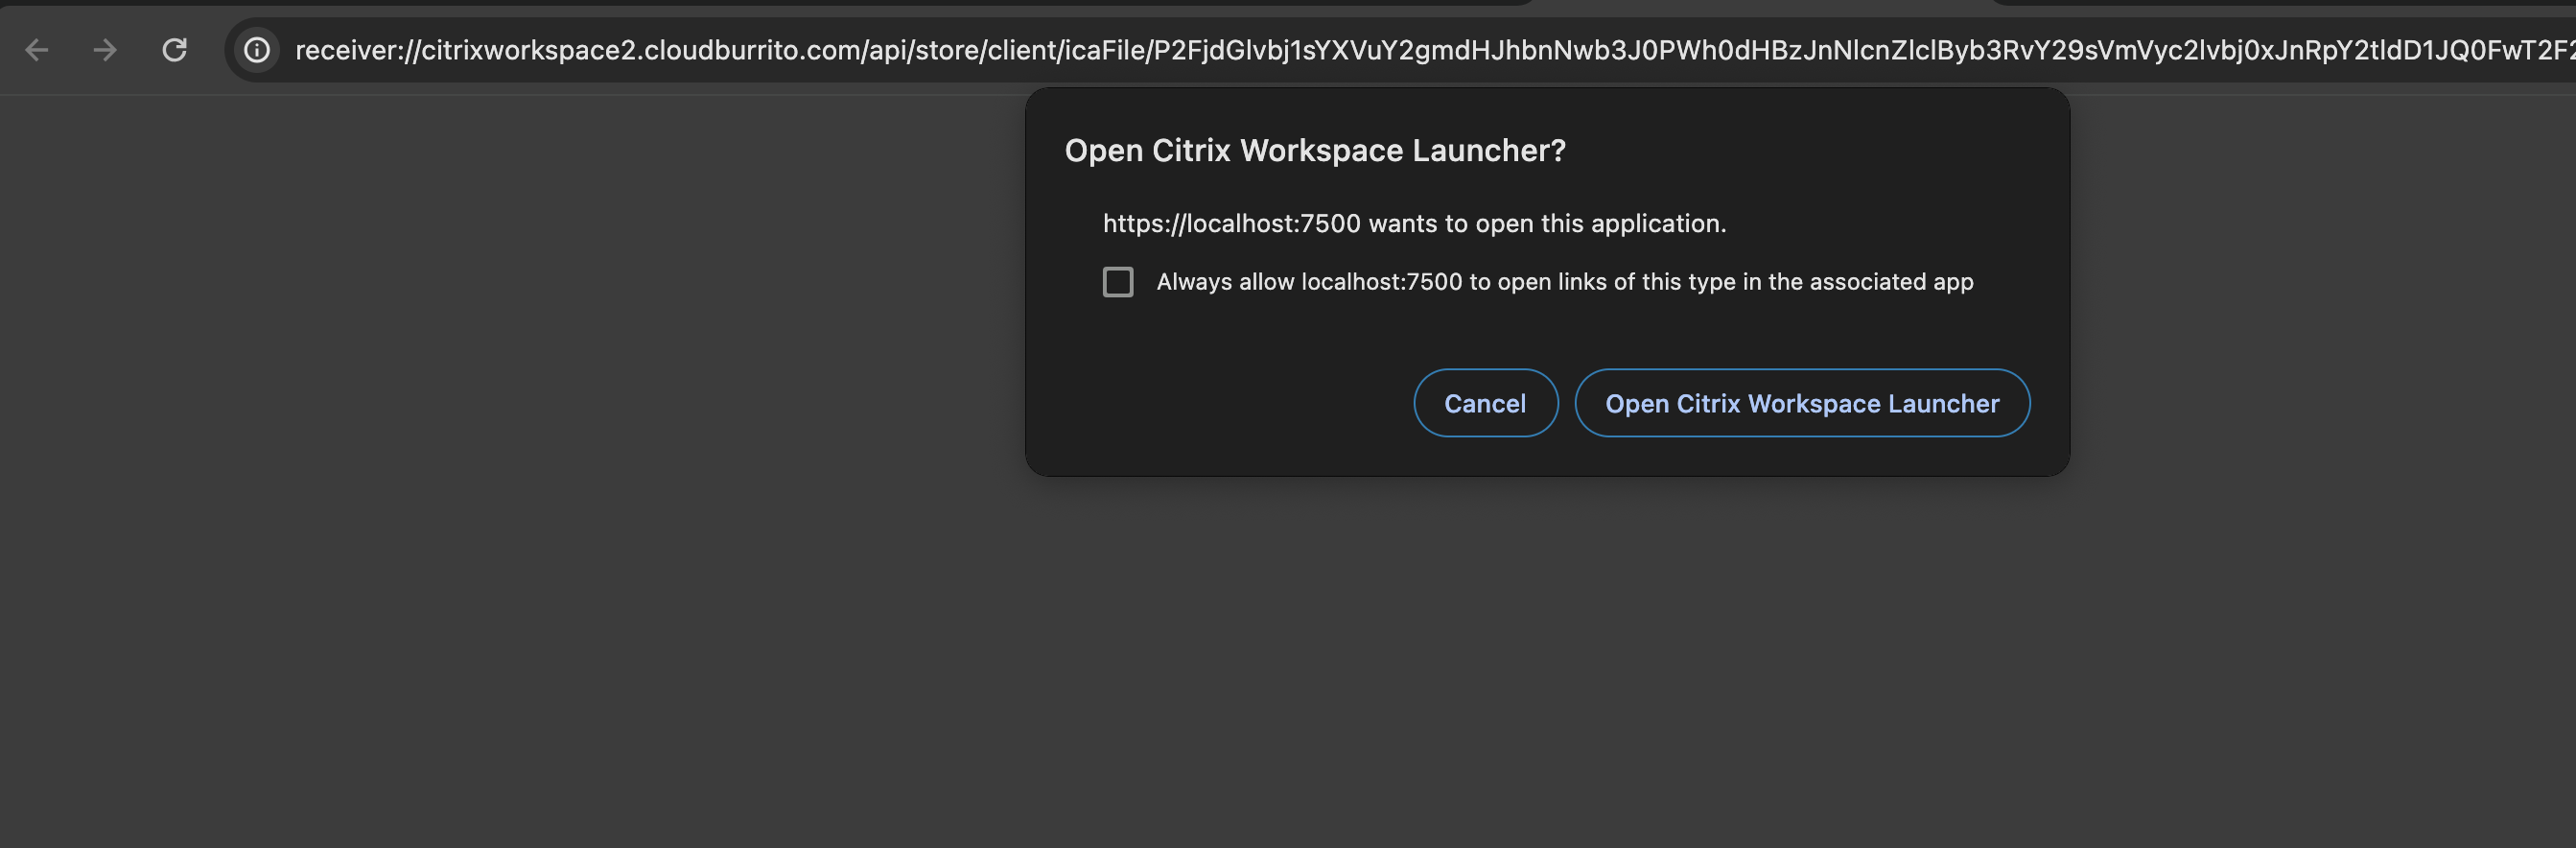 receiver://citrixworkspace2.cloudburrito.com/api/store/client/icaFile/P2FjdGlvbj1sYXVuY2gmdHJhbnNwb3J0PWh0dHBzJnNlcnZlclByb3RvY29sVmVyc2lvbj0xJnRpY2tldD1JQ0FwT2F2
Open Citrix Workspace Launcher?
https://localhost:7500 wants to open this application.
Always allow localhost:7500 to open links of this type in the associated app
Cancel
Open Citrix Workspace Launcher